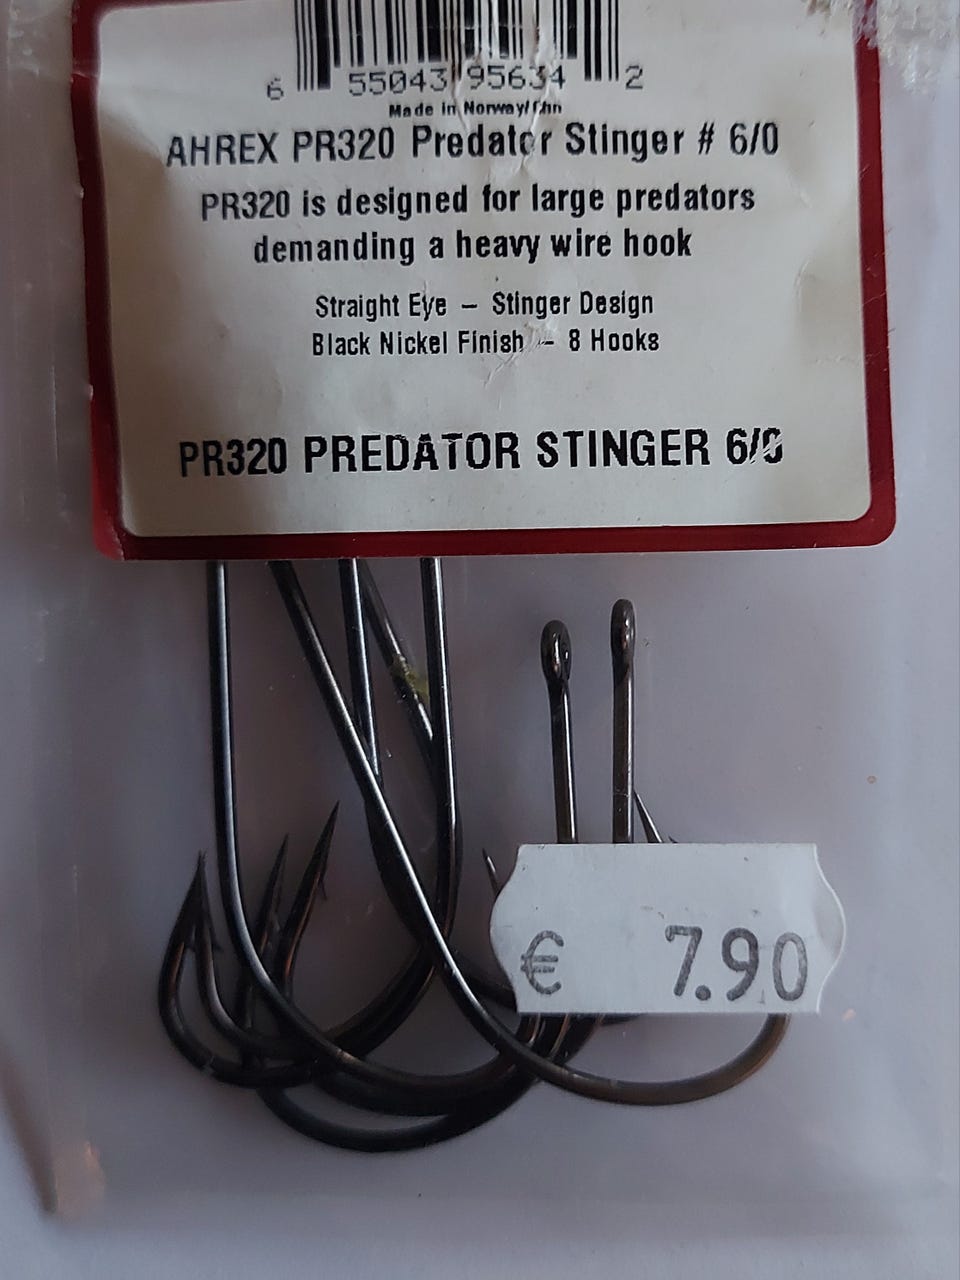 6 55043 95634 2
Made in Norway/Chn
AHREX PR320 Predator Stinger # 6/0
PR320 is designed for large predators
demanding a heavy wire hook
Straight Eye – Stinger Design
Black Nickel Finish – 8 Hooks
PR320 PREDATOR STINGER 6/0
€ 7.90